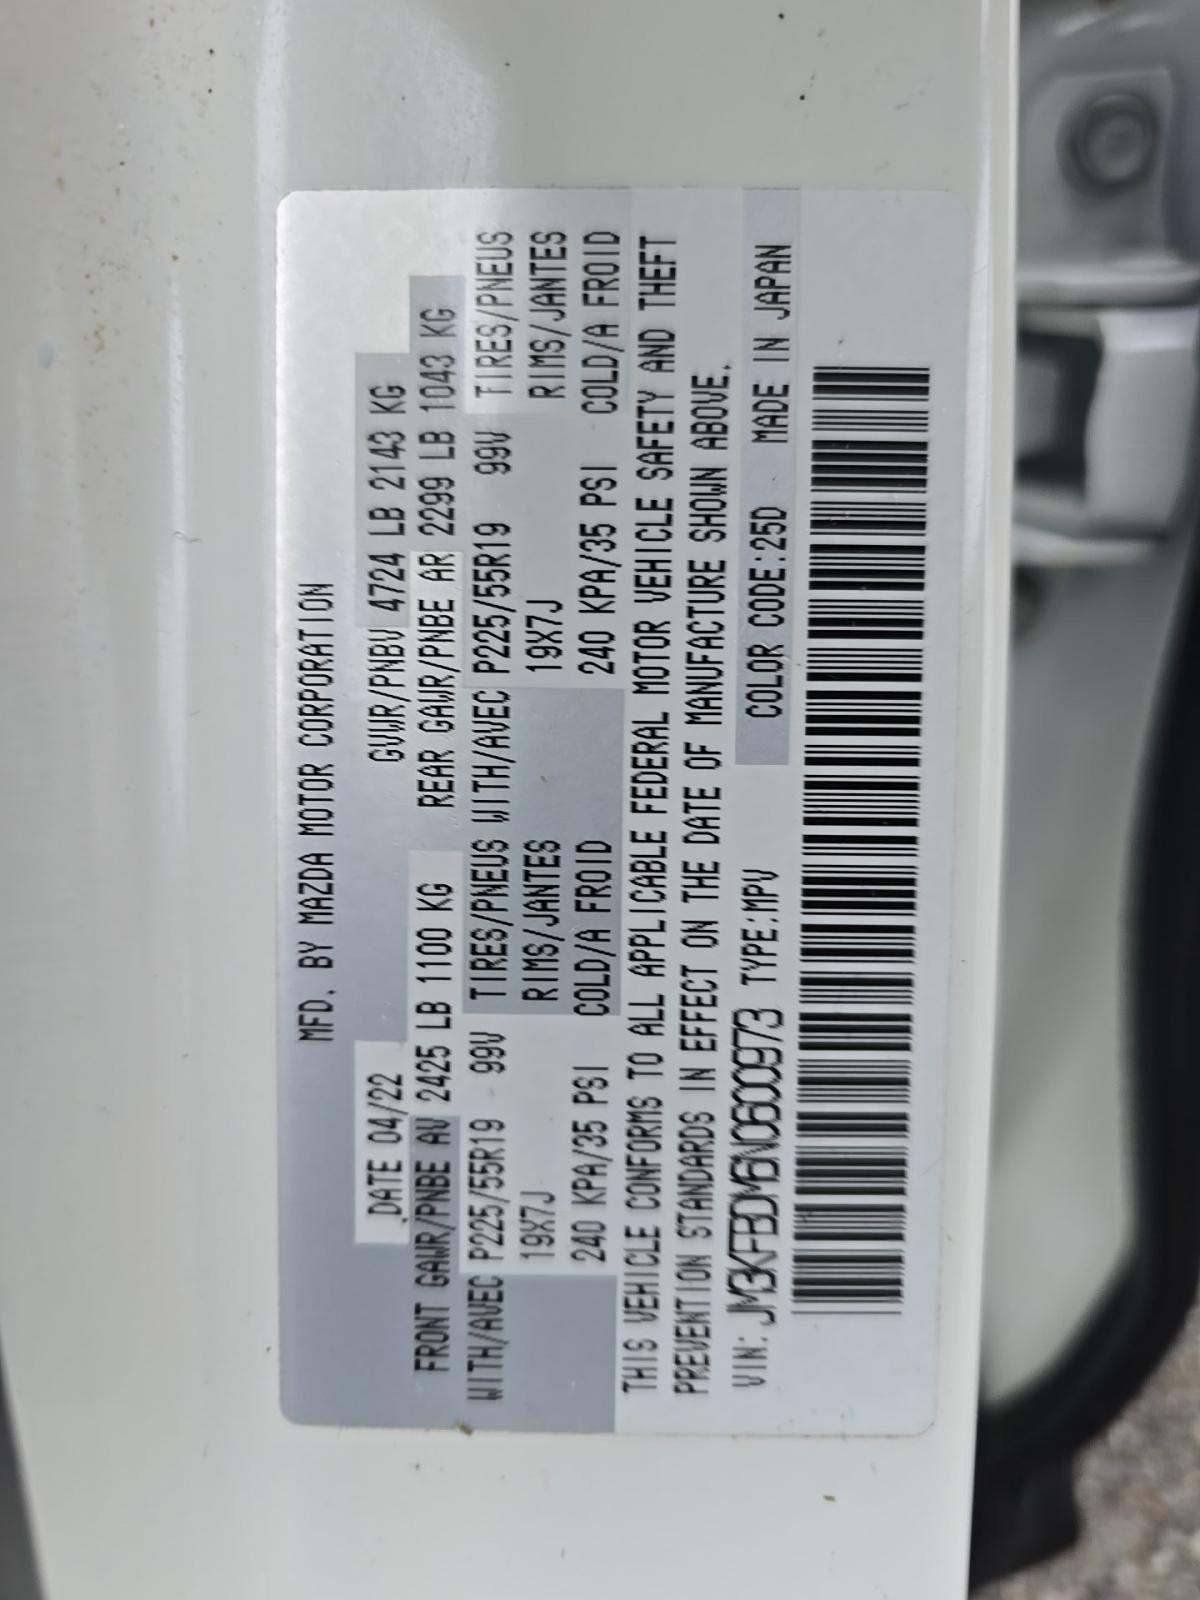 MFD. BY MAZDA MOTOR CORPORATION
DATE 04/22 GVWR/PNBV 4724 LB 2143 KG
FRONT GAWR/PNBE AV 2425 LB 1100 KG REAR GAWR/PNBE AR 2299 LB 1043 KG
WITH/AVEC P225/55R19 99V TIRES/PNEUS WITH/AVEC P225/55R19 99V TIRES/PNEUS
19X7J RIMS/JANTES 19X7J RIMS/JANTES
240 KPA/35 PSI COLD/A FROID 240 KPA/35 PSI COLD/A FROID
THIS VEHICLE CONFORMS TO ALL APPLICABLE FEDERAL MOTOR VEHICLE SAFETY AND THEFT
PREVENTION STANDARDS IN EFFECT ON THE DATE OF MANUFACTURE SHOWN ABOVE.
VIN: JM3KFBDM6N0600973 TYPE:MPV COLOR CODE:25D MADE IN JAPAN